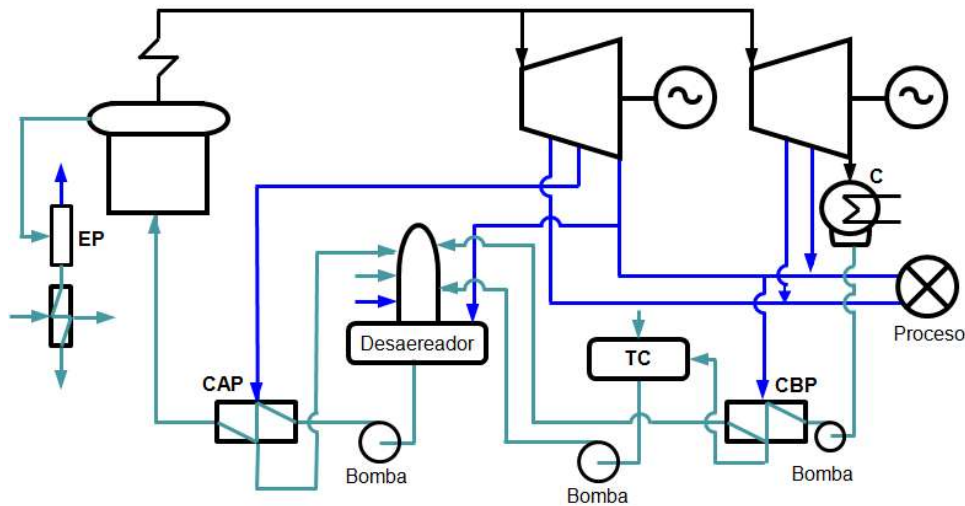 C
EP
Proceso
Desaereador
TC
CAP
CBP
Bomba
Bomba
Bomba